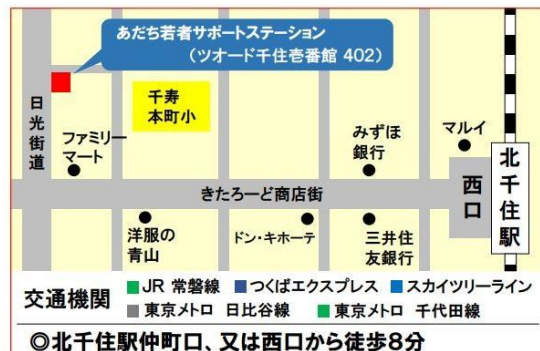 あだち若者サポートステーション
（ツオード千住壱番館 402）
日光街道
千寿
本町小
ファミリー
マート
みずほ
銀行
マルイ
北千住駅
西口
きたろーど商店街
洋服の
青山
ドン・キホーテ
三井住
友銀行
交通機関
JR 常磐線 つくばエクスプレス スカイツリーライン
東京メトロ 日比谷線 東京メトロ 千代田線
◎北千住駅仲町口、又は西口から徒歩8分